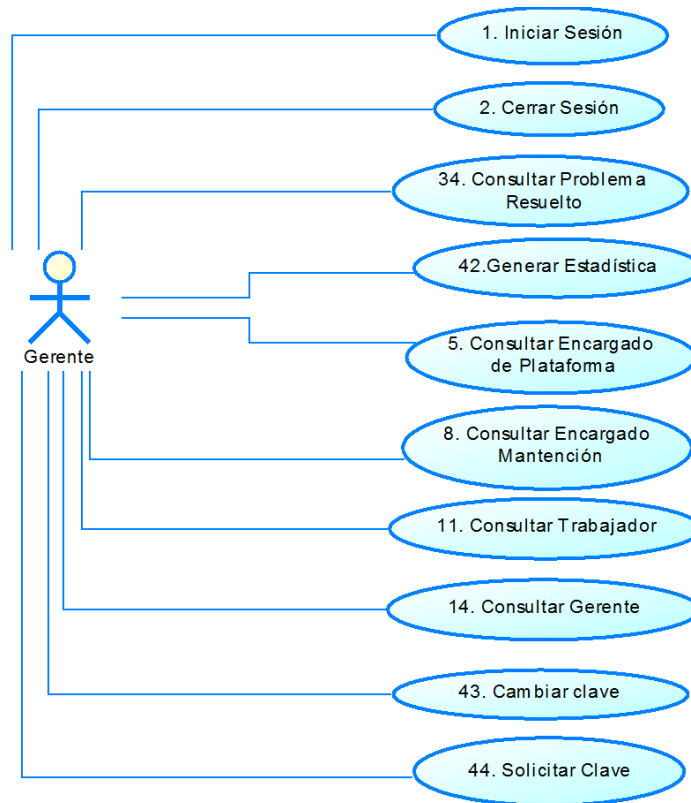 1. Iniciar Sesión
2. Cerrar Sesión
34. Consultar Problema
Resuelto
42.Generar Estadística
Gerente
5. Consultar Encargado
de Plataforma
8. Consultar Encargado
Mantención
11. Consultar Trabajador
14. Consultar Gerente
43. Cambiar clave
44. Solicitar Clave